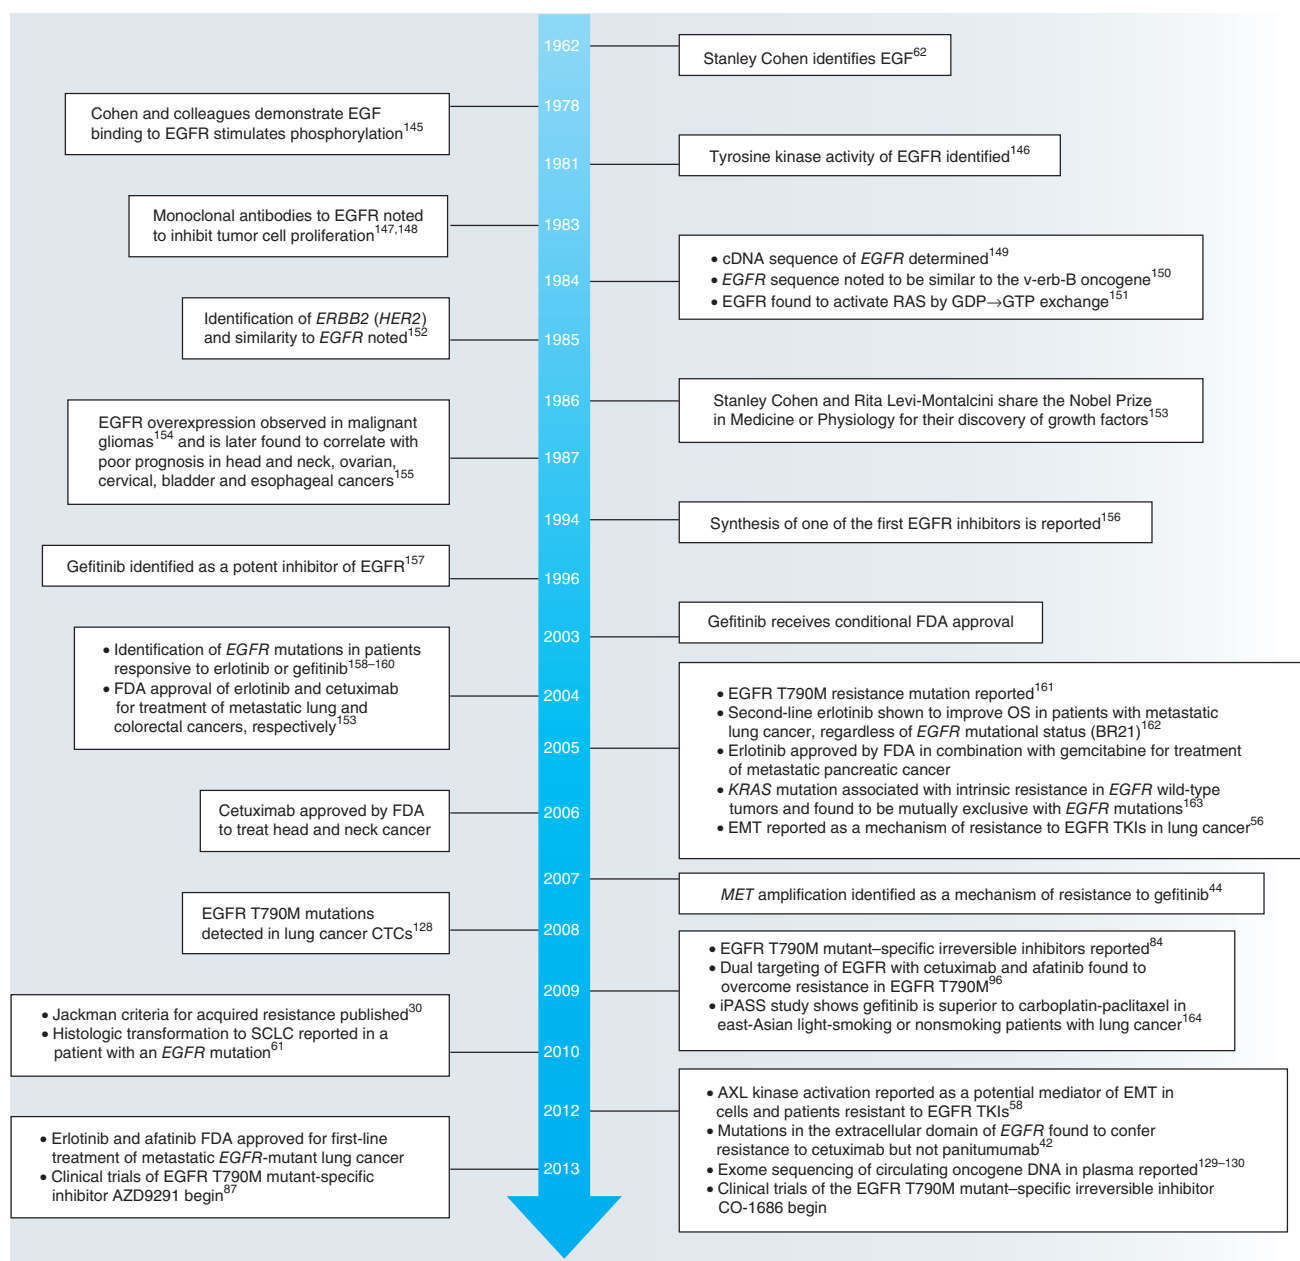 1962
Stanley Cohen identifies EGF62
1978
Cohen and colleagues demonstrate EGF
binding to EGFR stimulates phosphorylation145
1981
Tyrosine kinase activity of EGFR identified146
1983
Monoclonal antibodies to EGFR noted
to inhibit tumor cell proliferation147,148
1984
• cDNA sequence of EGFR determined149
• EGFR sequence noted to be similar to the v-erb-B oncogene150
• EGFR found to activate RAS by GDP→GTP exchange151
1985
Identification of ERBB2 (HER2)
and similarity to EGFR noted152
1986
Stanley Cohen and Rita Levi-Montalcini share the Nobel Prize
in Medicine or Physiology for their discovery of growth factors153
1987
EGFR overexpression observed in malignant
gliomas154 and is later found to correlate with
poor prognosis in head and neck, ovarian,
cervical, bladder and esophageal cancers155
1994
Synthesis of one of the first EGFR inhibitors is reported156
1996
Gefitinib identified as a potent inhibitor of EGFR157
2003
Gefitinib receives conditional FDA approval
2004
• Identification of EGFR mutations in patients
responsive to erlotinib or gefitinib158–160
• FDA approval of erlotinib and cetuximab
for treatment of metastatic lung and
colorectal cancers, respectively153
2005
• EGFR T790M resistance mutation reported161
• Second-line erlotinib shown to improve OS in patients with metastatic
lung cancer, regardless of EGFR mutational status (BR21)162
• Erlotinib approved by FDA in combination with gemcitabine for treatment
of metastatic pancreatic cancer
• KRAS mutation associated with intrinsic resistance in EGFR wild-type
tumors and found to be mutually exclusive with EGFR mutations163
• EMT reported as a mechanism of resistance to EGFR TKIs in lung cancer56
2006
Cetuximab approved by FDA
to treat head and neck cancer
2007
MET amplification identified as a mechanism of resistance to gefitinib44
2008
EGFR T790M mutations
detected in lung cancer CTCs128
2009
• EGFR T790M mutant–specific irreversible inhibitors reported84
• Dual targeting of EGFR with cetuximab and afatinib found to
overcome resistance in EGFR T790M96
• iPASS study shows gefitinib is superior to carboplatin-paclitaxel in
east-Asian light-smoking or nonsmoking patients with lung cancer164
2010
• Jackman criteria for acquired resistance published30
• Histologic transformation to SCLC reported in a
patient with an EGFR mutation61
2012
• AXL kinase activation reported as a potential mediator of EMT in
cells and patients resistant to EGFR TKIs58
• Mutations in the extracellular domain of EGFR found to confer
resistance to cetuximab but not panitumumab42
• Exome sequencing of circulating oncogene DNA in plasma reported129–130
• Clinical trials of the EGFR T790M mutant–specific irreversible inhibitor
CO-1686 begin
2013
• Erlotinib and afatinib FDA approved for first-line
treatment of metastatic EGFR-mutant lung cancer
• Clinical trials of EGFR T790M mutant-specific
inhibitor AZD9291 begin87